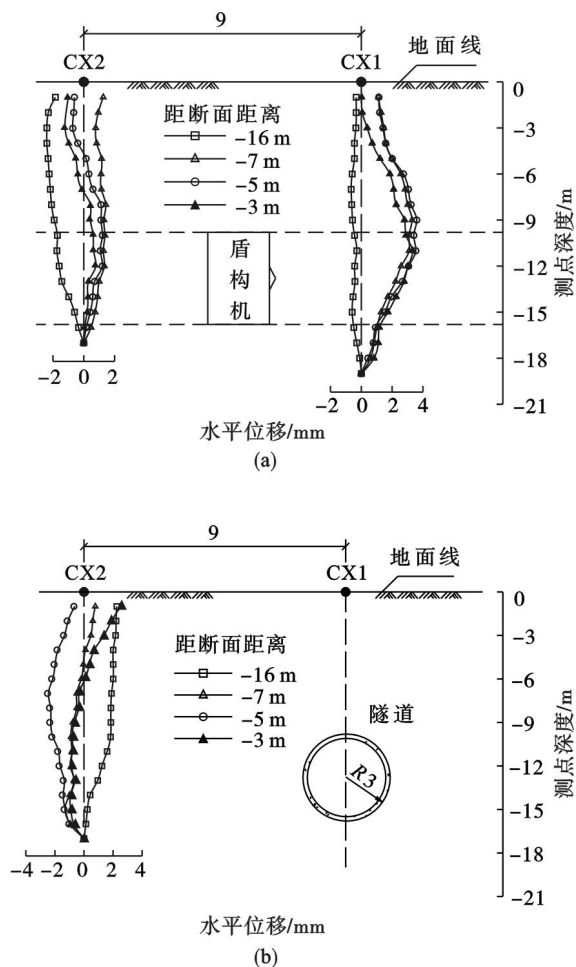 9
CX2
CX1
地面线
距断面距离
-16 m
-7 m
-5 m
-3 m
盾构机
0
-3
-6
-9
-12
-15
-18
-21
测点深度/m
-2 0 2
-2 0 2 4
水平位移/mm
(a)
9
CX2
CX1
地面线
距断面距离
-16 m
-7 m
-5 m
-3 m
隧道
R3
0
-3
-6
-9
-12
-15
-18
-21
测点深度/m
-4 -2 0 2 4
水平位移/mm
(b)